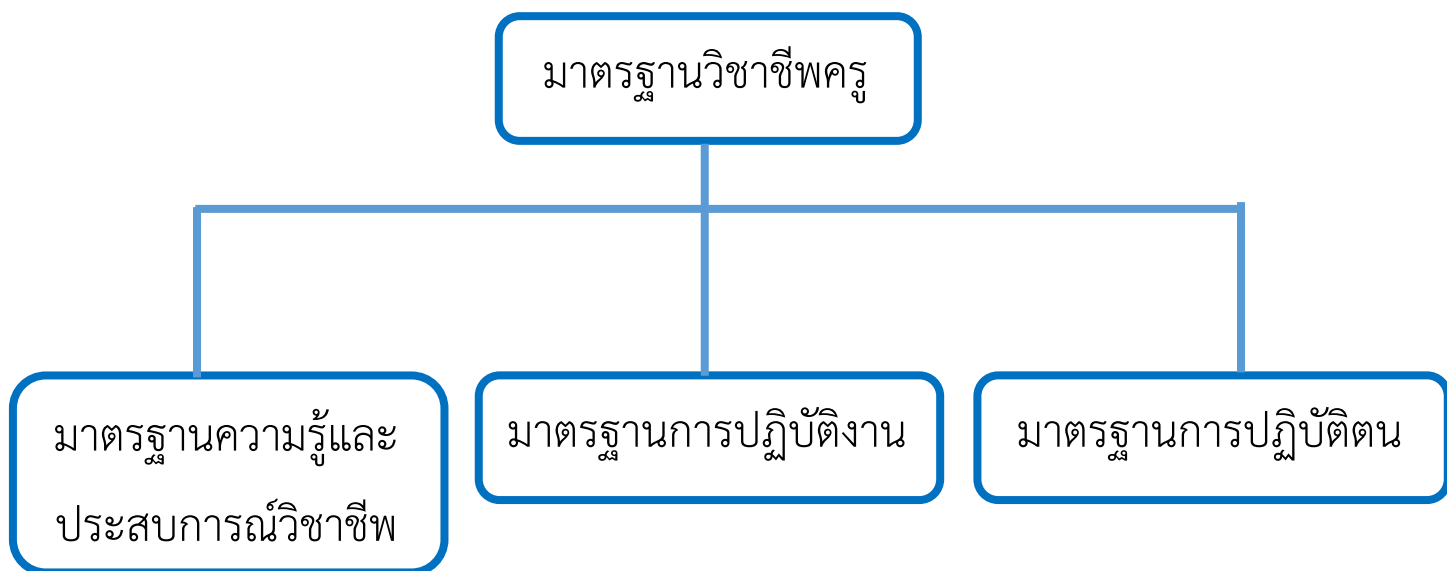 มาตรฐานวิชาชีพครู
มาตรฐานความรู้และ
ประสบการณ์วิชาชีพ
มาตรฐานการปฏิบัติงาน
มาตรฐานการปฏิบัติตน